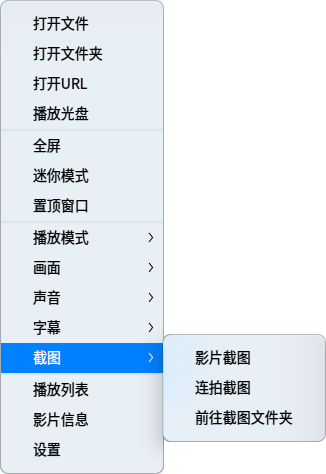 打开文件
打开文件夹
打开URL
播放光盘
全屏
迷你模式
置顶窗口
播放模式
画面
声音
字幕
截图
影片截图
连拍截图
前往截图文件夹
播放列表
影片信息
设置